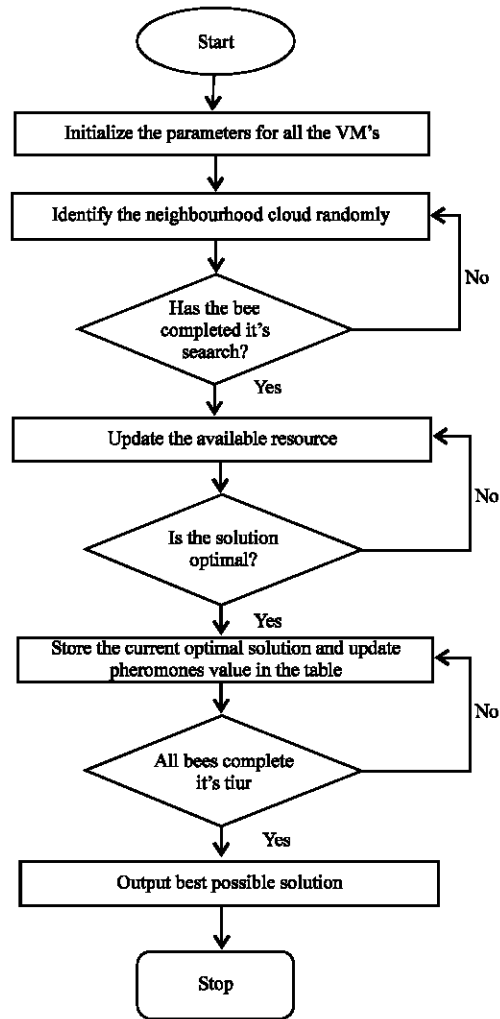 Start
Initialize the parameters for all the VM's
Identify the neighbourhood cloud randomly
No
Has the bee
completed it's
seaarch?
Yes
Update the available resource
No
Is the solution
optimal?
Yes
Store the current optimal solution and update
pheromones value in the table
No
All bees complete
it's tiur
Yes
Output best possible solution
Stop